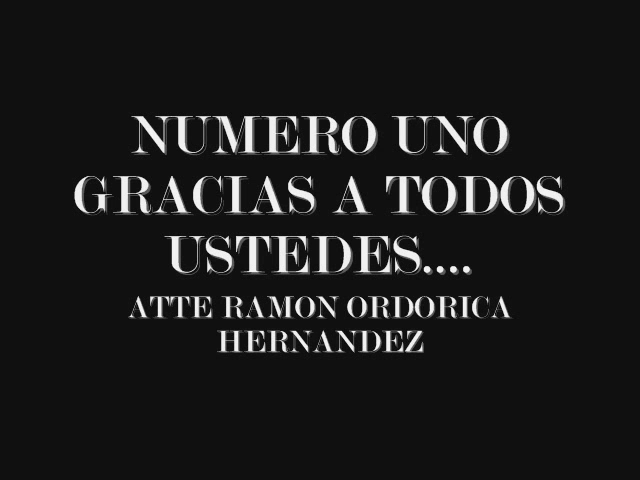 NUMERO UNO
GRACIAS A TODOS
USTEDES....
ATTE RAMON ORDORICA
HERNANDEZ